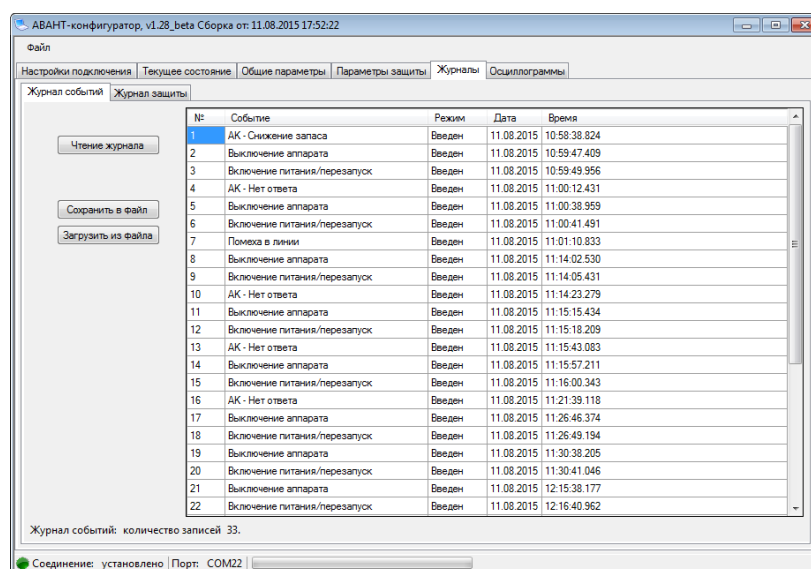 АВАНТ-конфигуратор, v1.28_beta Сборка от: 11.08.2015 17:52:22
Файл
Настройки подключения Текущее состояние Общие параметры Параметры защиты Журналы Осциллограммы
Журнал событий Журнал защиты
№ Событие Режим Дата Время
1 АК - Снижение запаса Введен 11.08.2015 10:58:38.824
Чтение журнала
2 Выключение аппарата Введен 11.08.2015 10:59:47.409
3 Включение питания/перезапуск Введен 11.08.2015 10:59:49.956
4 АК - Нет ответа Введен 11.08.2015 11:00:12.431
Сохранить в файл
5 Выключение аппарата Введен 11.08.2015 11:00:38.959
6 Включение питания/перезапуск Введен 11.08.2015 11:00:41.491
Загрузить из файла
7 Помеха в линии Введен 11.08.2015 11:01:10.833
8 Выключение аппарата Введен 11.08.2015 11:14:02.530
9 Включение питания/перезапуск Введен 11.08.2015 11:14:05.431
10 АК - Нет ответа Введен 11.08.2015 11:14:23.279
11 Выключение аппарата Введен 11.08.2015 11:15:15.434
12 Включение питания/перезапуск Введен 11.08.2015 11:15:18.209
13 АК - Нет ответа Введен 11.08.2015 11:15:43.083
14 Выключение аппарата Введен 11.08.2015 11:15:57.211
15 Включение питания/перезапуск Введен 11.08.2015 11:16:00.343
16 АК - Нет ответа Введен 11.08.2015 11:21:39.118
17 Выключение аппарата Введен 11.08.2015 11:26:46.374
18 Включение питания/перезапуск Введен 11.08.2015 11:26:49.194
19 Выключение аппарата Введен 11.08.2015 11:30:38.205
20 Включение питания/перезапуск Введен 11.08.2015 11:30:41.046
21 Выключение аппарата Введен 11.08.2015 12:15:38.177
22 Включение питания/перезапуск Введен 11.08.2015 12:16:40.962
Журнал событий: количество записей 33.
Соединение: установлено Порт: COM22